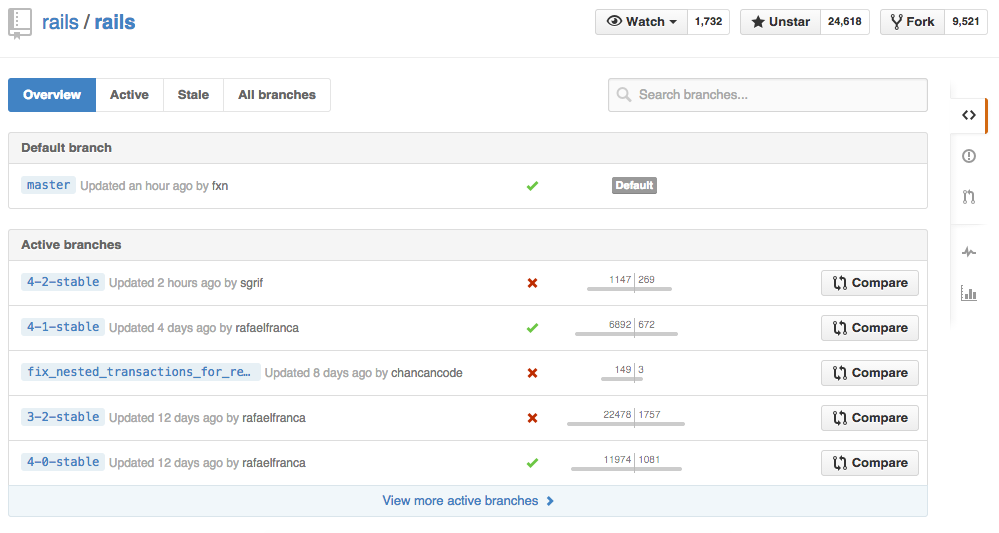 rails / rails Watch 1,732 Unstar 24,618 Fork 9,521
Overview Active Stale All branches Search branches...
Default branch
master Updated an hour ago by fxn Default
Active branches
4-2-stable Updated 2 hours ago by sgrif 1147 269 Compare
4-1-stable Updated 4 days ago by rafaelfranca 6892 672 Compare
fix_nested_transactions_for_re… Updated 8 days ago by chancancode 149 3 Compare
3-2-stable Updated 12 days ago by rafaelfranca 22478 1757 Compare
4-0-stable Updated 12 days ago by rafaelfranca 11974 1081 Compare
View more active branches